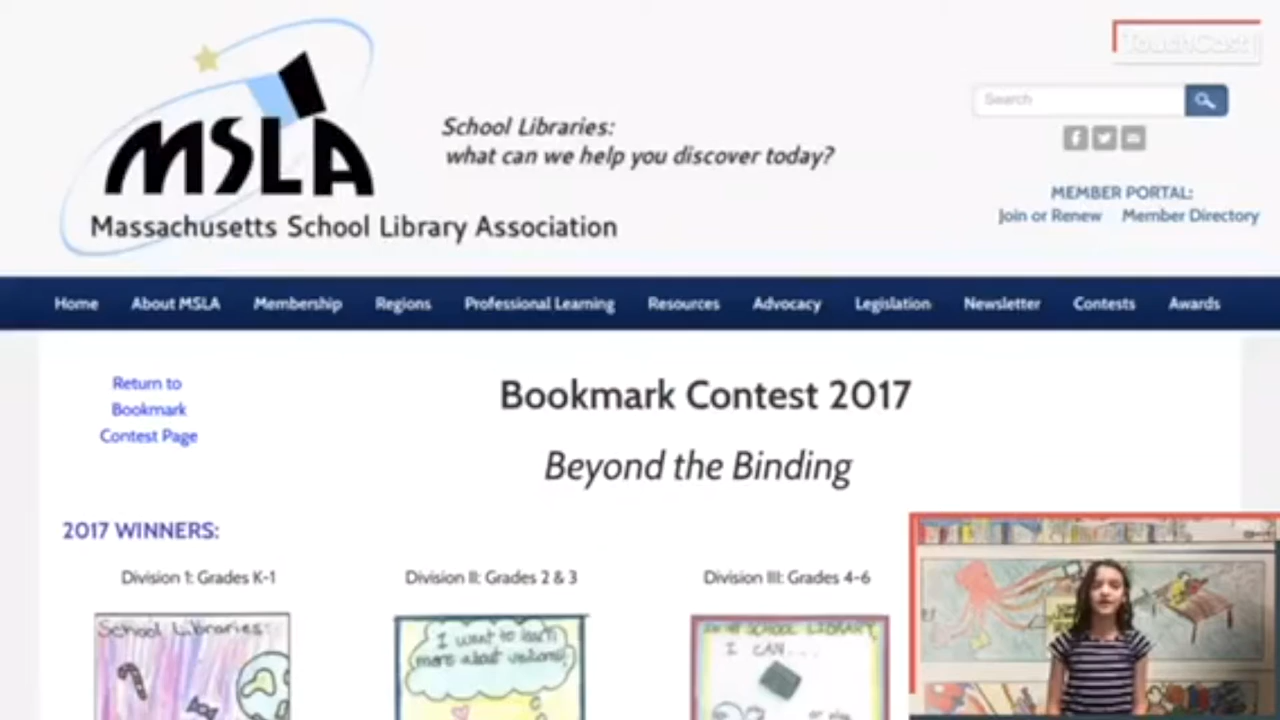 TouchCast
MSLA
Massachusetts School Library Association
School Libraries:
what can we help you discover today?
Search
MEMBER PORTAL:
Join or Renew Member Directory
Home About MSLA Membership Regions Professional Learning Resources Advocacy Legislation Newsletter Contests Awards
Return to
Bookmark
Contest Page
Bookmark Contest 2017
Beyond the Binding
2017 WINNERS:
Division 1: Grades K-1
Division II: Grades 2 & 3
Division III: Grades 4-6
School Libraries:
I want to learn
more about
SCHOOL LIBRARY,
I CAN...